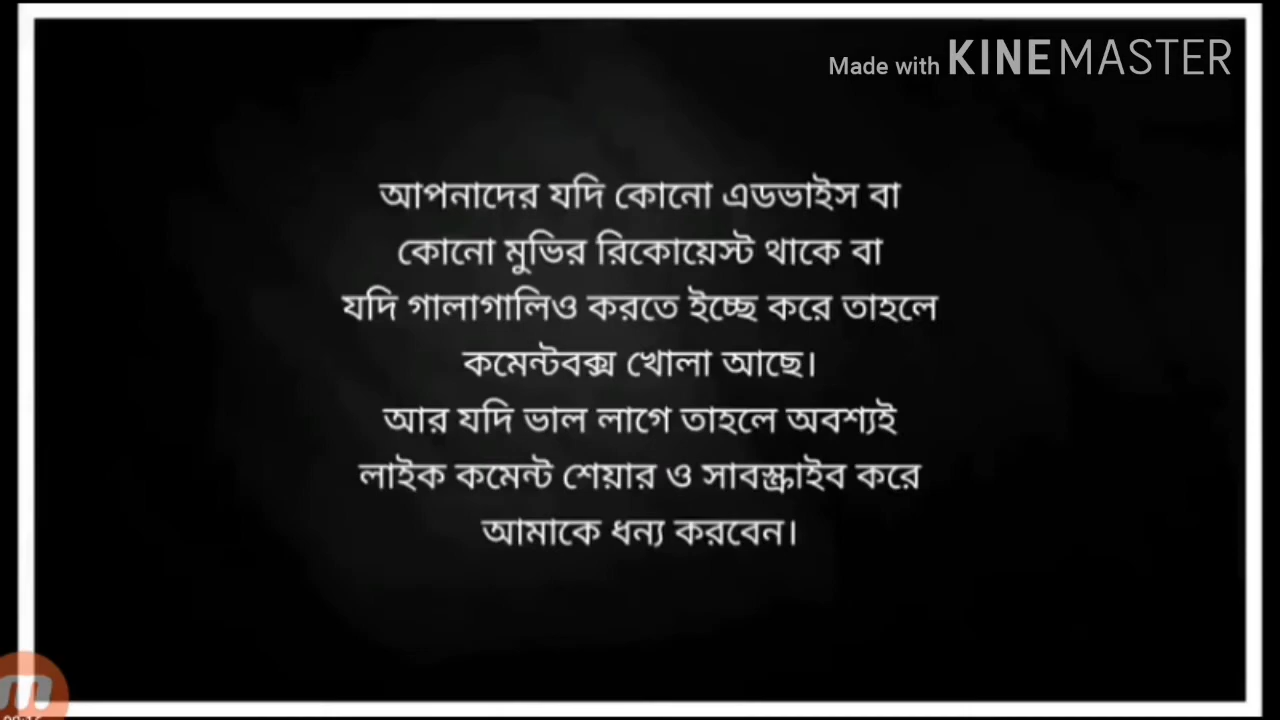 Made with KINEMASTER
আপনাদের যদি কোনো এডভাইস বা
কোনো মুভির রিকোয়েস্ট থাকে বা
যদি গালাগালিও করতে ইচ্ছে করে তাহলে
কমেন্টবক্স খোলা আছে।
আর যদি ভাল লাগে তাহলে অবশ্যই
লাইক কমেন্ট শেয়ার ও সাবস্ক্রাইব করে
আমাকে ধন্য করবেন।